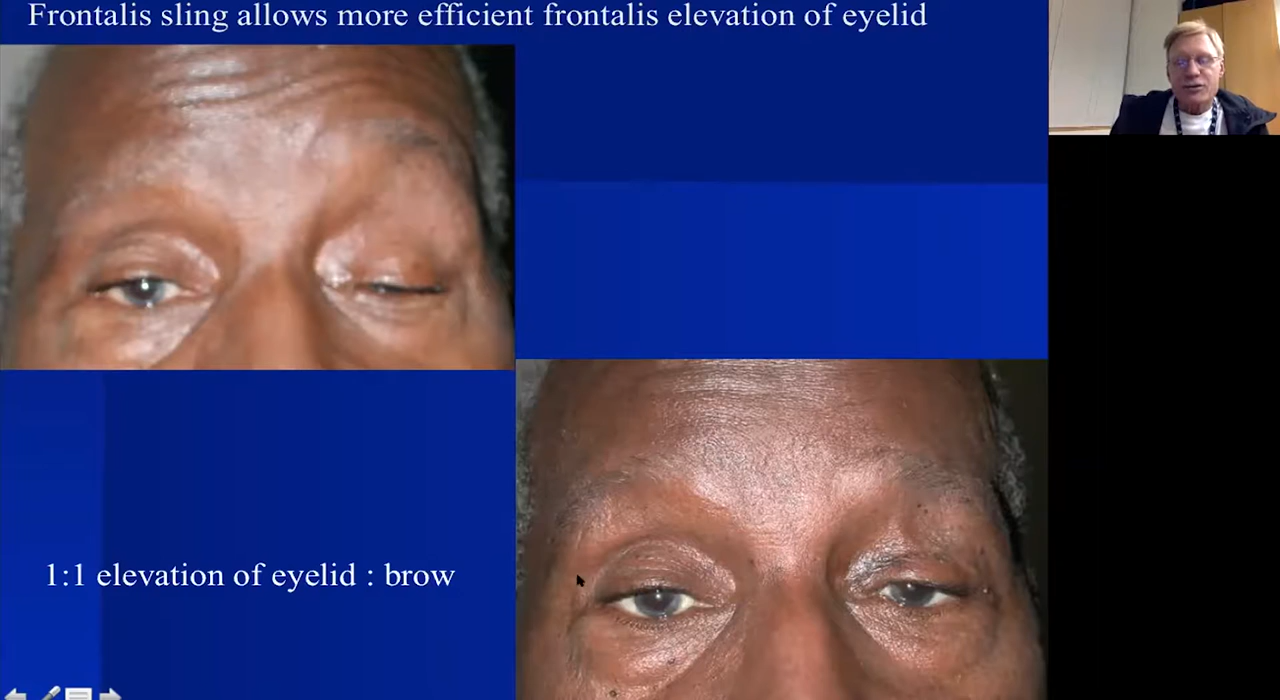 Frontalis sling allows more efficient frontalis elevation of eyelid
1:1 elevation of eyelid : brow